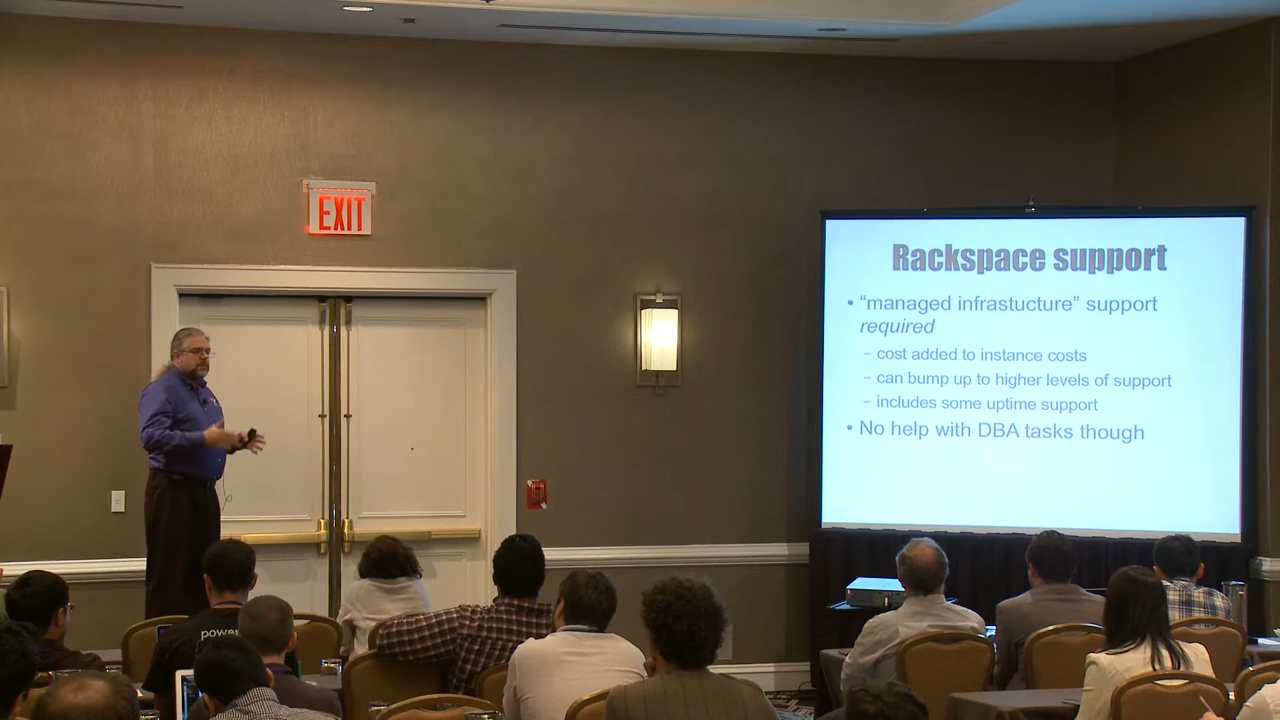 EXIT
Rackspace support
• “managed infrastucture” support
required
– cost added to instance costs
– can bump up to higher levels of support
– includes some uptime support
• No help with DBA tasks though
power